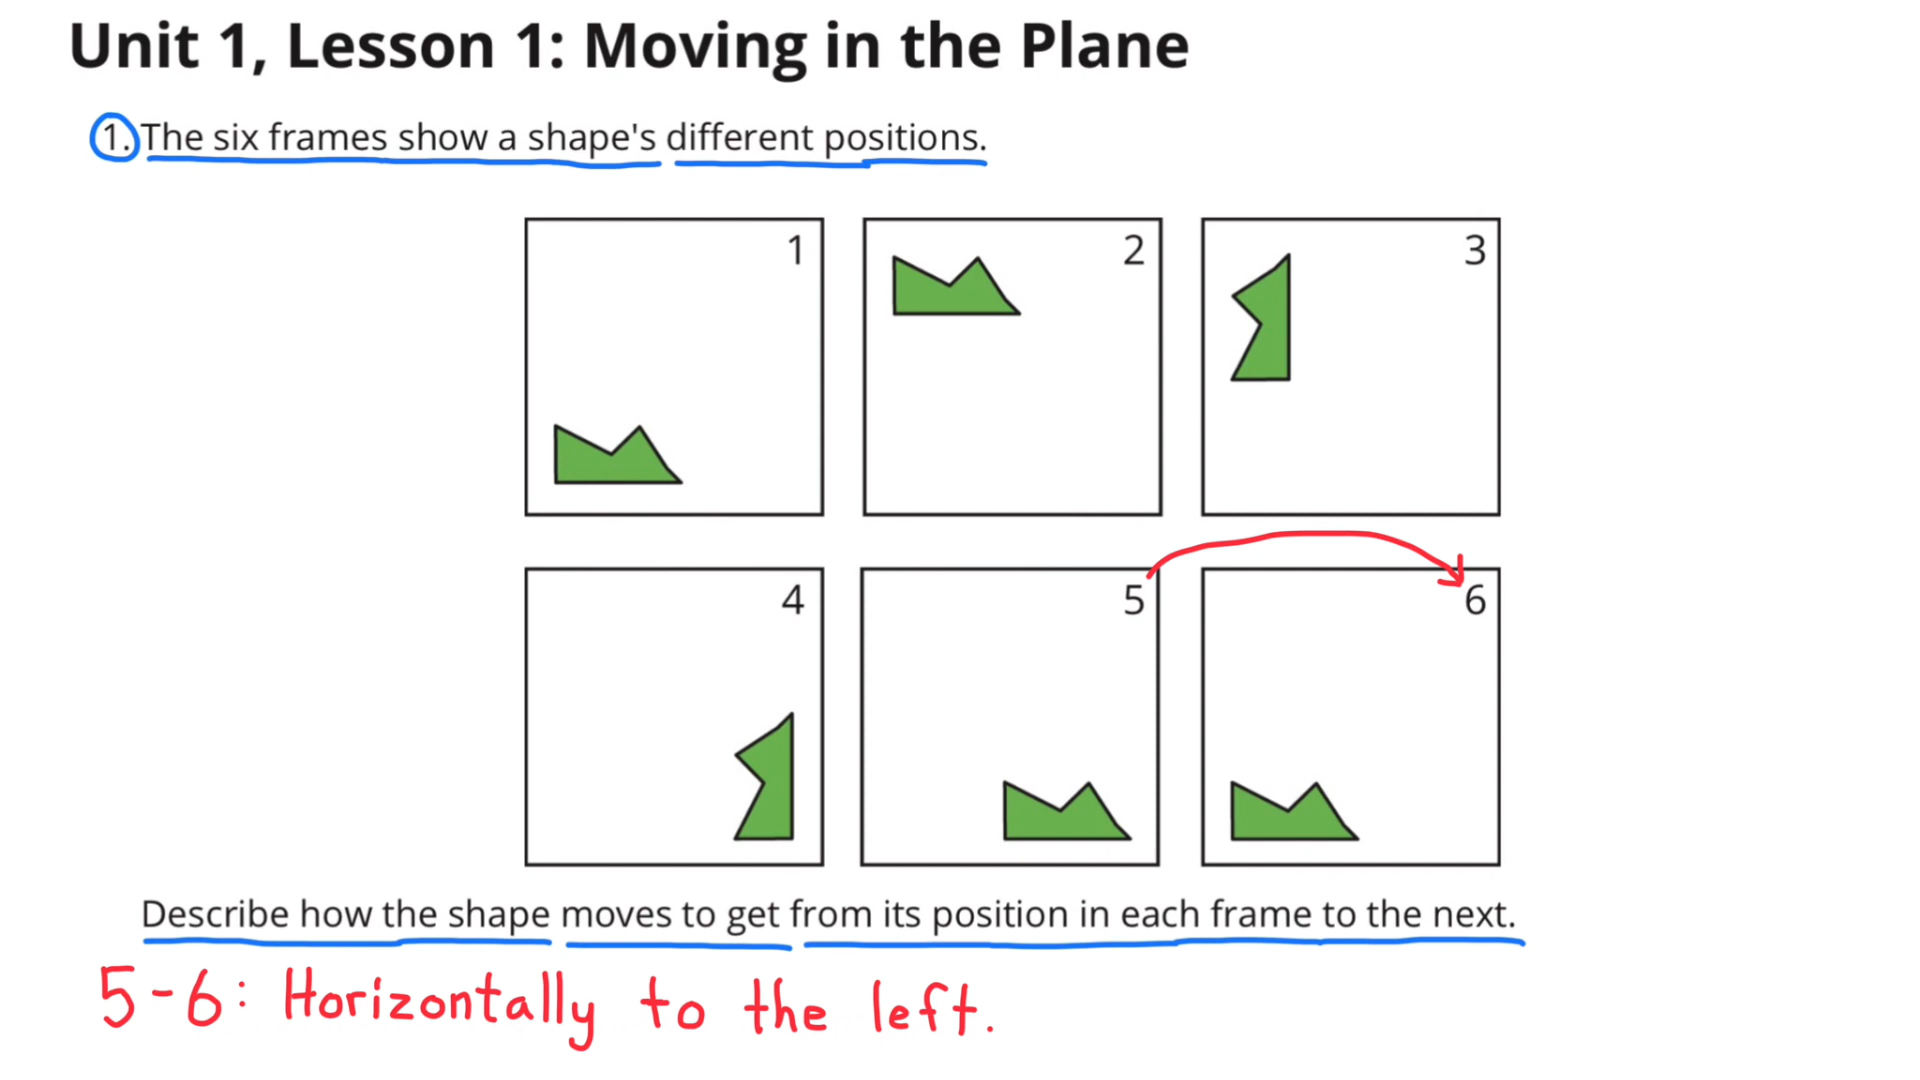 Unit 1, Lesson 1: Moving in the Plane
1. The six frames show a shape's different positions.
1
2
3
4
5
6
Describe how the shape moves to get from its position in each frame to the next.
5-6: Horizontally to the left.